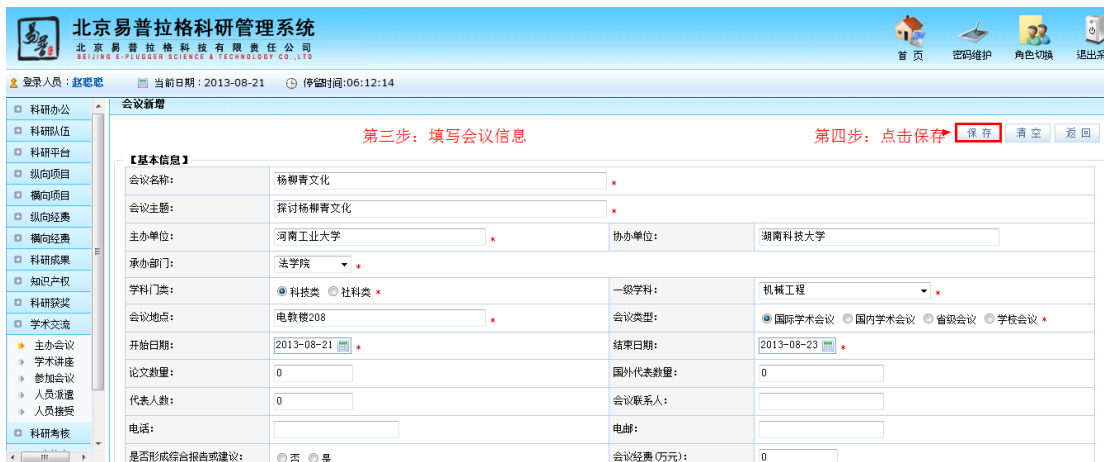 易普
北京易普拉格科研管理系统
北京易普拉格科技有限责任公司
BEIJING E-PLUGGER SCIENCE & TECHNOLOGY CO.,LTD
首 页
密码维护
角色切换
退出系
登录人员：赵聪聪
当前日期：2013-08-21
停留时间:06:12:14
科研办公
科研队伍
科研平台
纵向项目
横向项目
纵向经费
横向经费
科研成果
知识产权
科研获奖
学术交流
主办会议
学术讲座
参加会议
人员派遣
人员接受
科研考核
会议新增
第三步：填写会议信息
第四步：点击保存
保 存
清 空
返 回
【基本信息】
会议名称： 杨柳青文化 *
会议主题： 探讨杨柳青文化 *
主办单位： 河南工业大学 * 协办单位： 湖南科技大学
承办部门： 法学院 *
学科门类： 科技类 社科类 * 一级学科： 机械工程 *
会议地点： 电教楼208 * 会议类型： 国际学术会议 国内学术会议 省级会议 学校会议 *
开始日期： 2013-08-21 * 结束日期： 2013-08-23 *
论文数量： 0 国外代表数量： 0
代表人数： 0 会议联系人：
电话： 电邮：
是否形成综合报告或建议： 否 是 会议经费(万元)： 0